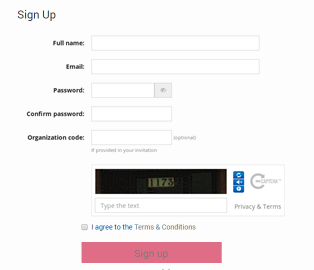 Sign Up
Full name:
Email:
Password:
Confirm password:
Organization code:
(optional)
If provided in your invitation
Type the text
Privacy & Terms
I agree to the Terms & Conditions
Sign up